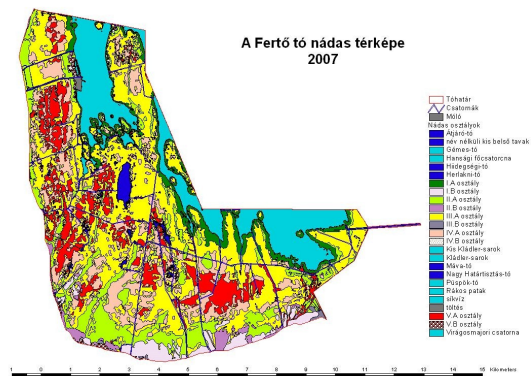 A Fertő tó nádas térképe
2007
Tóhatár
Csatornák
Móló
Nádas osztályok
Átjáró-tó
név nélküli kis belső tavak
Gémes-tó
Hansági főcsatorna
Hidegségi-tó
Herlakni-tó
I.A osztály
I.B osztály
II.A osztály
II.B osztály
III.A osztály
III.B osztály
IV.A osztály
IV.B osztály
Kis Kládler-sarok
Kládler-sarok
Máva-tó
Nagy Határtisztás-tó
Püspök-tó
Rákos patak
síkvíz
töltés
V.A osztály
V.B osztály
Virágosmajori csatorna
1 0 1 2 3 4 5 6 7 8 9 10 11 12 13 14 15 Kilometers